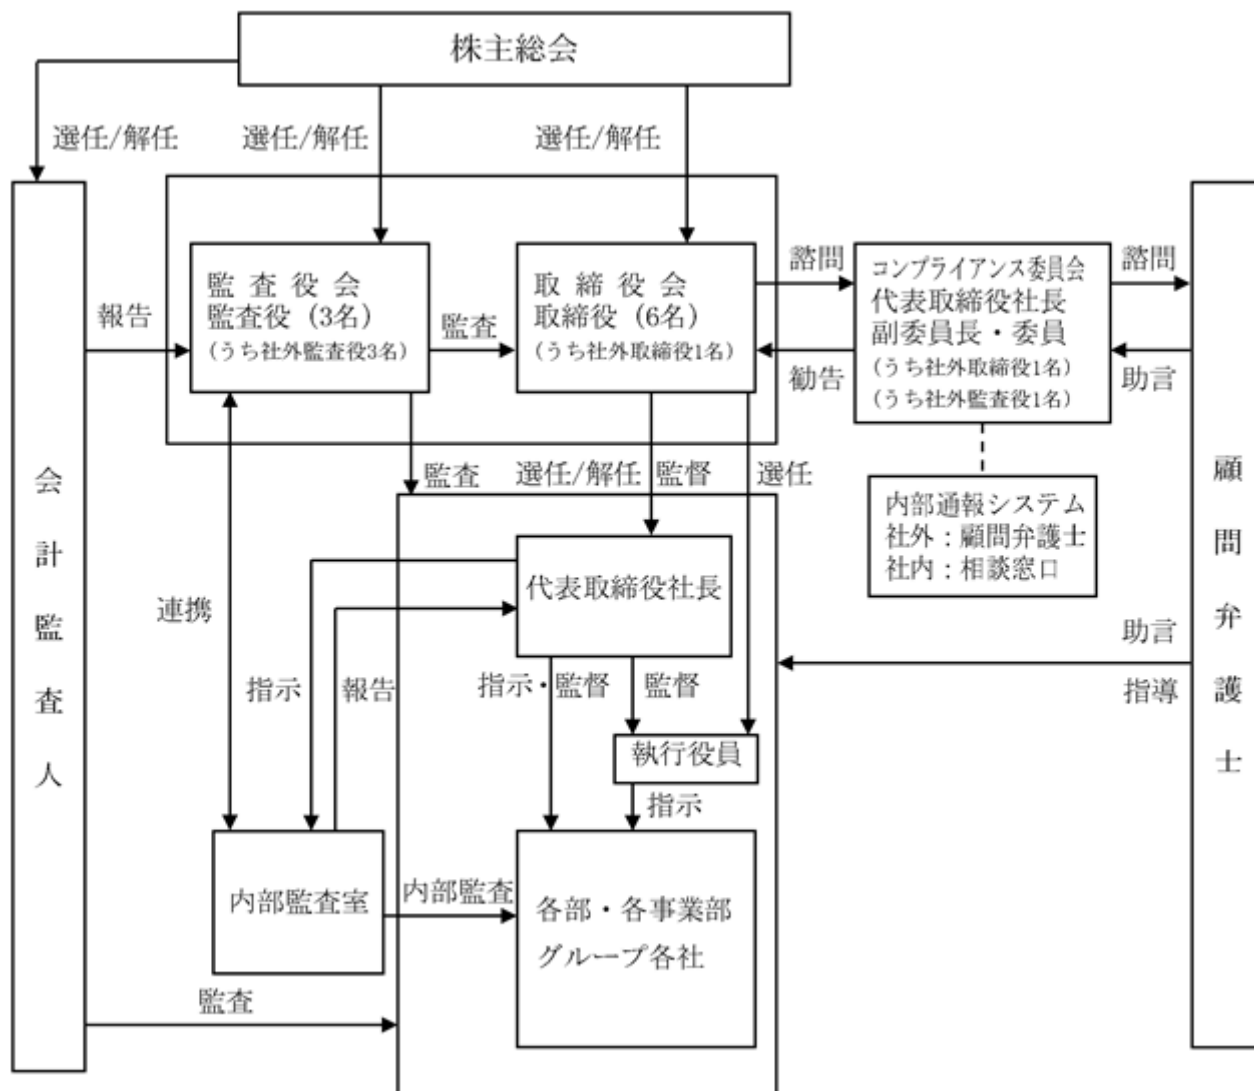 株主総会
選任/解任
選任/解任
選任/解任
監査役会
監査役（3名）
（うち社外監査役3名）
取締役会
取締役（6名）
（うち社外取締役1名）
コンプライアンス委員会
代表取締役社長
副委員長・委員
（うち社外取締役1名）
（うち社外監査役1名）
報告
監査
諮問
勧告
諮問
助言
監査
選任/解任
監督
選任
内部通報システム
社外：顧問弁護士
社内：相談窓口
会計監査人
顧問弁護士
代表取締役社長
連携
指示
報告
指示・監督
監督
助言
指導
執行役員
指示
内部監査室
内部監査
各部・各事業部
グループ各社
監査